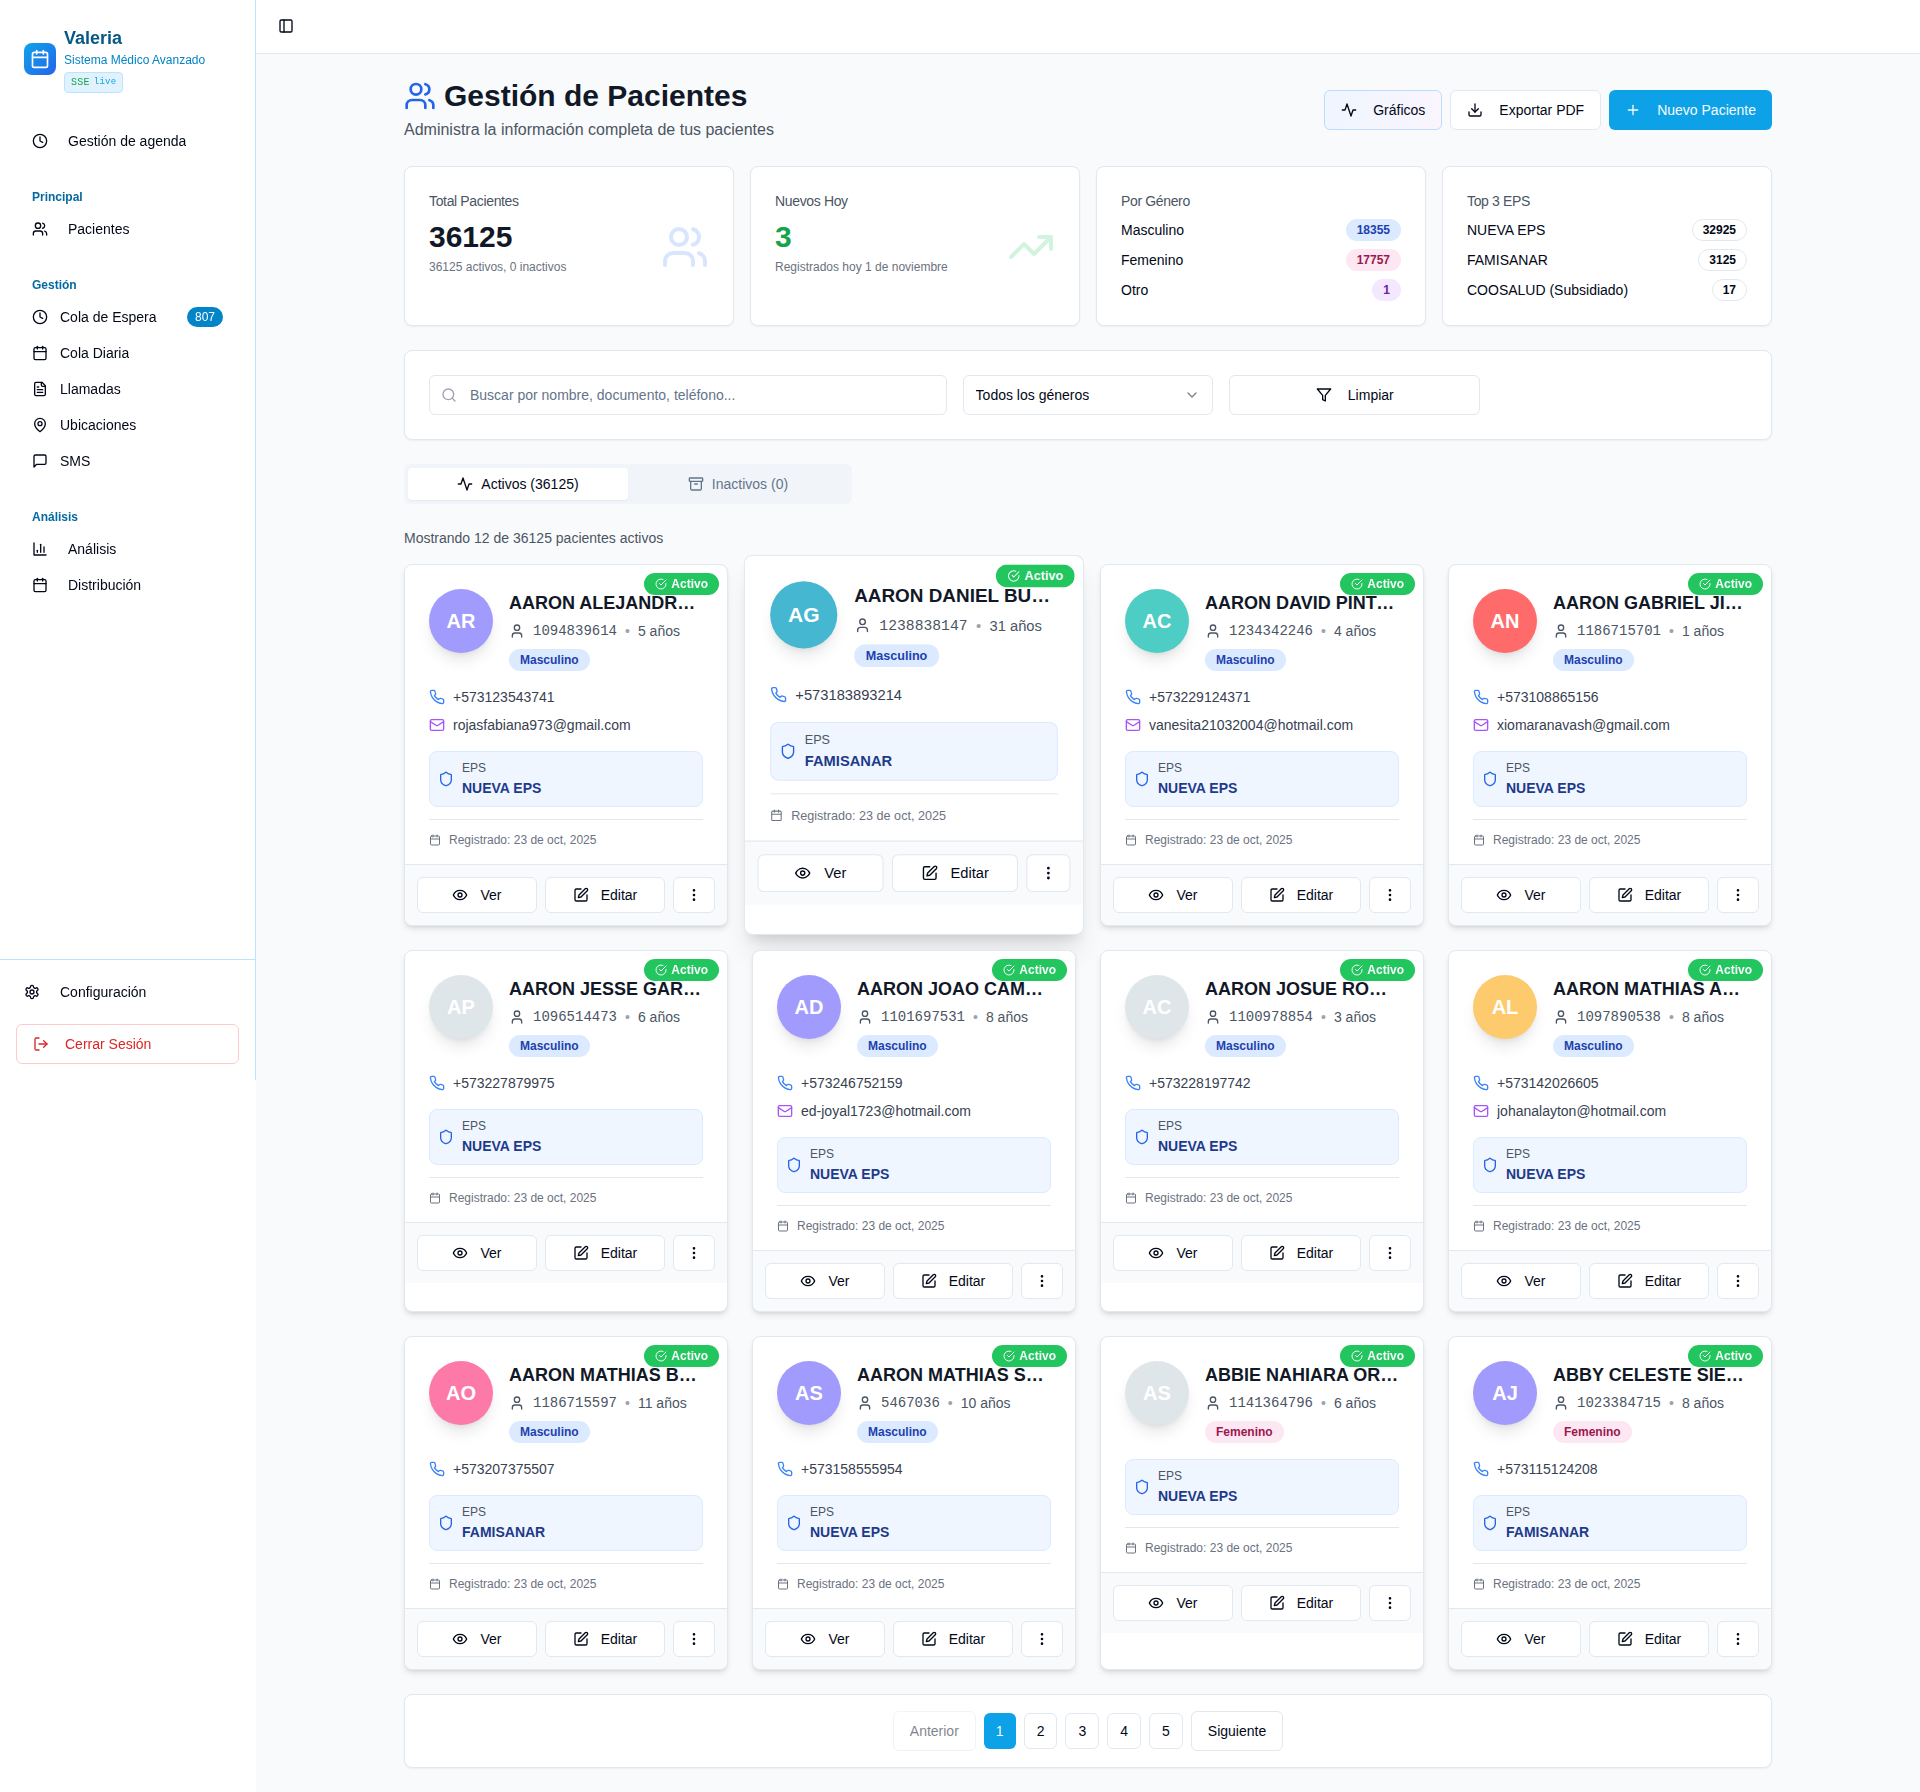 Valeria
Sistema Médico Avanzado
SSE live
Gestión de agenda
Principal
Pacientes
Gestión
Cola de Espera 807
Cola Diaria
Llamadas
Ubicaciones
SMS
Análisis
Análisis
Distribución
Configuración
Cerrar Sesión
Gestión de Pacientes
Administra la información completa de tus pacientes
Gráficos
Exportar PDF
Nuevo Paciente
Total Pacientes
36125
36125 activos, 0 inactivos
Nuevos Hoy
3
Registrados hoy 1 de noviembre
Por Género
Masculino 18355
Femenino 17757
Otro 1
Top 3 EPS
NUEVA EPS 32925
FAMISANAR 3125
COOSALUD (Subsidiado) 17
Buscar por nombre, documento, teléfono...
Todos los géneros
Limpiar
Activos (36125)
Inactivos (0)
Mostrando 12 de 36125 pacientes activos
Activo
AR
AARON ALEJANDR...
1094839614 • 5 años
Masculino
+573123543741
rojasfabiana973@gmail.com
EPS
NUEVA EPS
Registrado: 23 de oct, 2025
Ver
Editar
Activo
AG
AARON DANIEL BU...
1238838147 • 31 años
Masculino
+573183893214
EPS
FAMISANAR
Registrado: 23 de oct, 2025
Ver
Editar
Activo
AC
AARON DAVID PINT...
1234342246 • 4 años
Masculino
+573229124371
vanesita21032004@hotmail.com
EPS
NUEVA EPS
Registrado: 23 de oct, 2025
Ver
Editar
Activo
AN
AARON GABRIEL JI...
1186715701 • 1 años
Masculino
+573108865156
xiomaranavash@gmail.com
EPS
NUEVA EPS
Registrado: 23 de oct, 2025
Ver
Editar
Activo
AP
AARON JESSE GAR...
1096514473 • 6 años
Masculino
+573227879975
EPS
NUEVA EPS
Registrado: 23 de oct, 2025
Ver
Editar
Activo
AD
AARON JOAO CAM...
1101697531 • 8 años
Masculino
+573246752159
ed-joyal1723@hotmail.com
EPS
NUEVA EPS
Registrado: 23 de oct, 2025
Ver
Editar
Activo
AC
AARON JOSUE RO...
1100978854 • 3 años
Masculino
+573228197742
EPS
NUEVA EPS
Registrado: 23 de oct, 2025
Ver
Editar
Activo
AL
AARON MATHIAS A...
1097890538 • 8 años
Masculino
+573142026605
johanalayton@hotmail.com
EPS
NUEVA EPS
Registrado: 23 de oct, 2025
Ver
Editar
Activo
AO
AARON MATHIAS B...
1186715597 • 11 años
Masculino
+573207375507
EPS
FAMISANAR
Registrado: 23 de oct, 2025
Ver
Editar
Activo
AS
AARON MATHIAS S...
5467036 • 10 años
Masculino
+573158555954
EPS
NUEVA EPS
Registrado: 23 de oct, 2025
Ver
Editar
Activo
AS
ABBIE NAHIARA OR...
1141364796 • 6 años
Femenino
EPS
NUEVA EPS
Registrado: 23 de oct, 2025
Ver
Editar
Activo
AJ
ABBY CELESTE SIE...
1023384715 • 8 años
Femenino
+573115124208
EPS
FAMISANAR
Registrado: 23 de oct, 2025
Ver
Editar
Anterior 1 2 3 4 5 Siguiente